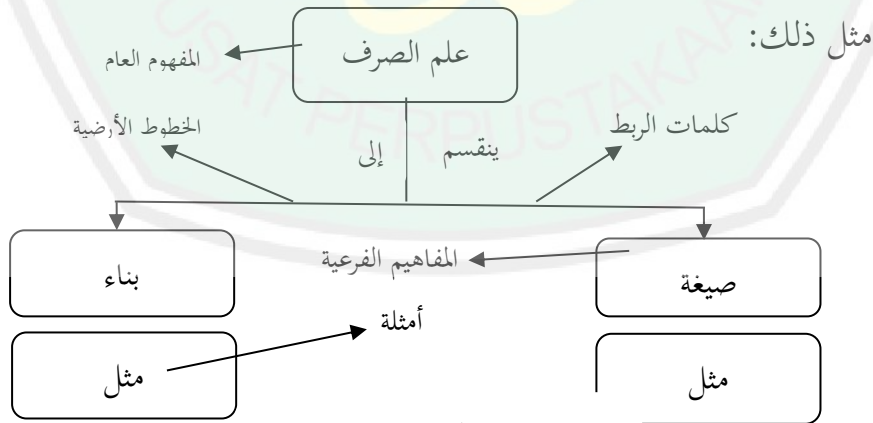 مثل ذلك:
علم الصرف
المفهوم العام
كلمات الربط
ينقسم إلى
الخطوط الأرضية
صيغة
المفاهيم الفرعية
بناء
أمثلة
مثل
مثل